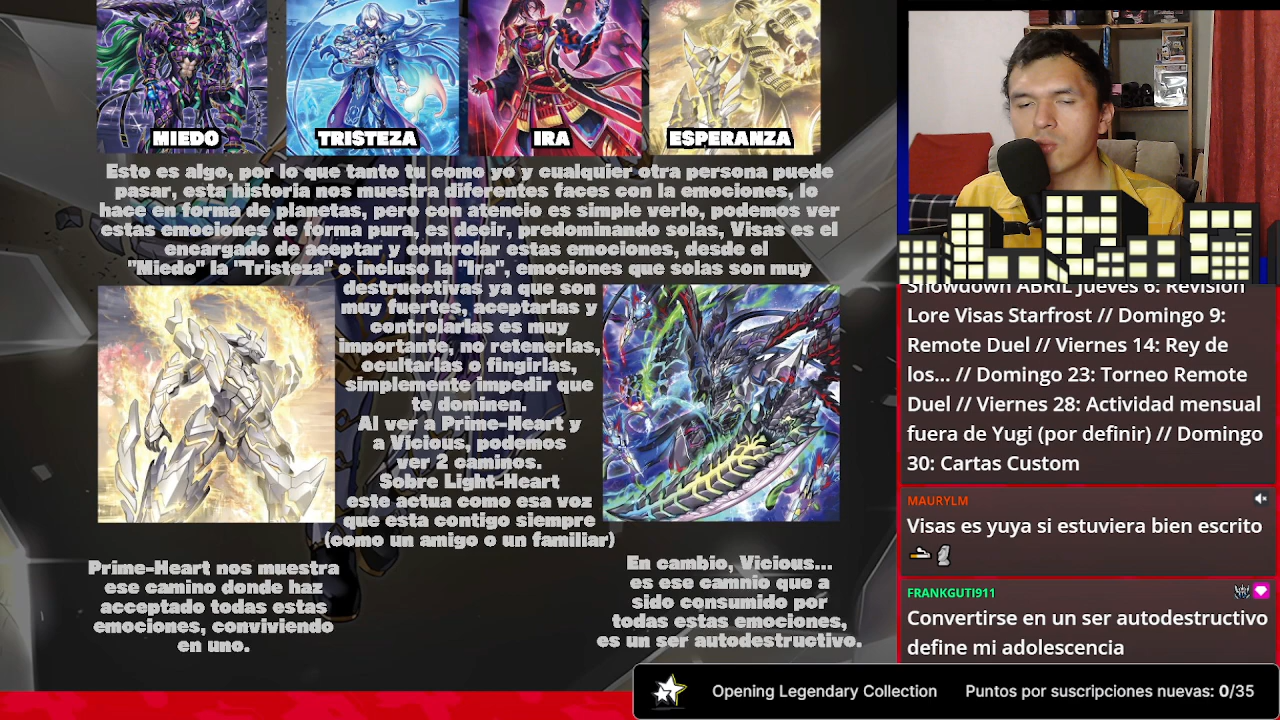 MIEDO
TRISTEZA
IRA
ESPERANZA
Esto es algo, por lo que tanto tu como yo y cualquier otra persona puede
pasar, esta historia nos muestra diferentes faces con la emociones, lo
hace en forma de planetas, pero con atencio es simple verlo, podemos ver
estas emociones de forma pura, es decir, predominando solas, Visas es el
encargado de aceptar y controlar estas emociones, desde el
"Miedo" la "Tristeza" o incluso la "Ira", emociones que solas son muy
destrucctivas ya que son
muy fuertes, aceptarlas y
controlarlas es muy
importante, no retenerlas,
ocultarlas o fingirlas,
simplemente impedir que
te dominen.
Al ver a Prime-Heart y
a Vicious, podemos
ver 2 caminos.
Sobre Light-Heart
este actua como esa voz
que esta contigo siempre
(como un amigo o un familiar)
Prime-Heart nos muestra
ese camino donde haz
acceptado todas estas
emociones, conviviendo
en uno.
En cambio, Vicious...
es ese camnio que a
sido consumido por
todas estas emociones,
es un ser autodestructivo.
Showdown ABRIL Jueves 6: Revisión
Lore Visas Starfrost // Domingo 9:
Remote Duel // Viernes 14: Rey de
los... // Domingo 23: Torneo Remote
Duel // Viernes 28: Actividad mensual
fuera de Yugi (por definir) // Domingo
30: Cartas Custom
MAURYLM
Visas es yuya si estuviera bien escrito
FRANKGUTI911
Convertirse en un ser autodestructivo
define mi adolescencia
Opening Legendary Collection
Puntos por suscripciones nuevas: 0/35